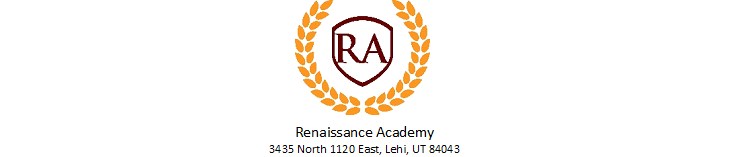 RA
Renaissance Academy
3435 North 1120 East, Lehi, UT 84043